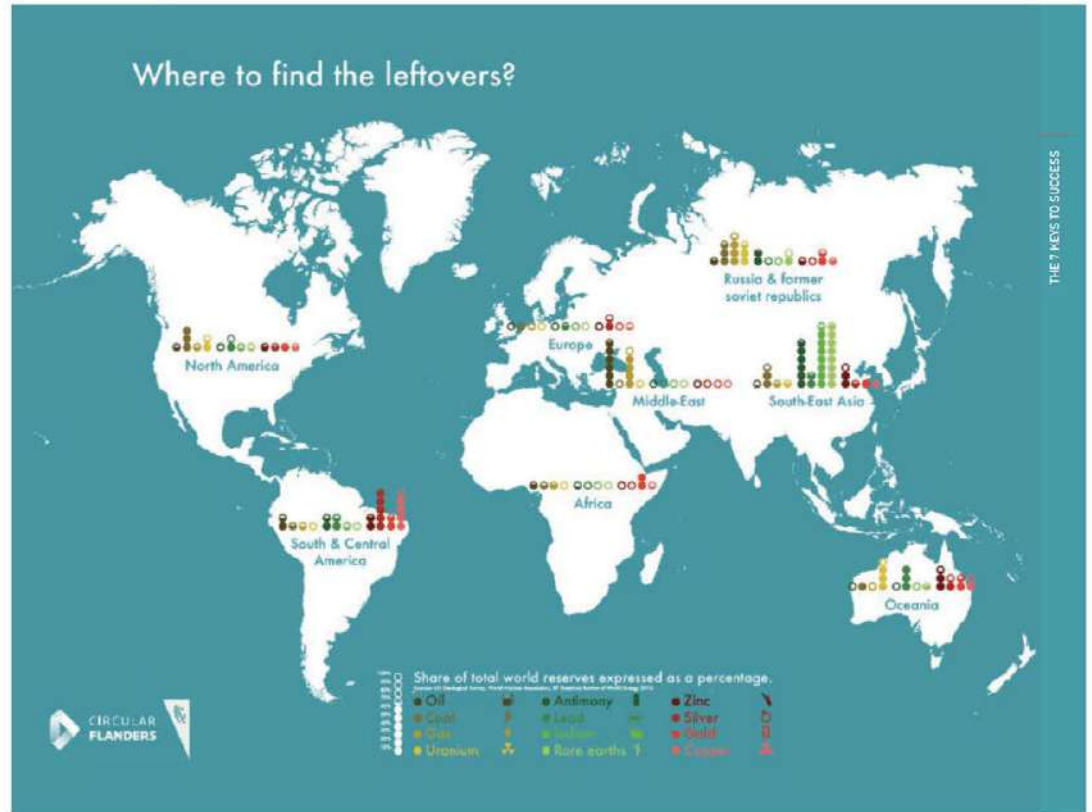 Where to find the leftovers?
THE 7 KEYS TO SUCCESS
Russia & former
soviet republics
Europe
North America
Middle-East
South-East Asia
Africa
South & Central
America
Oceania
Share of total world reserves expressed as a percentage.
Oil
Antimony
Zinc
Coal
Lead
Silver
Gas
Indium
Gold
Uranium
Rare earths
Copper
CIRCULAR
FLANDERS